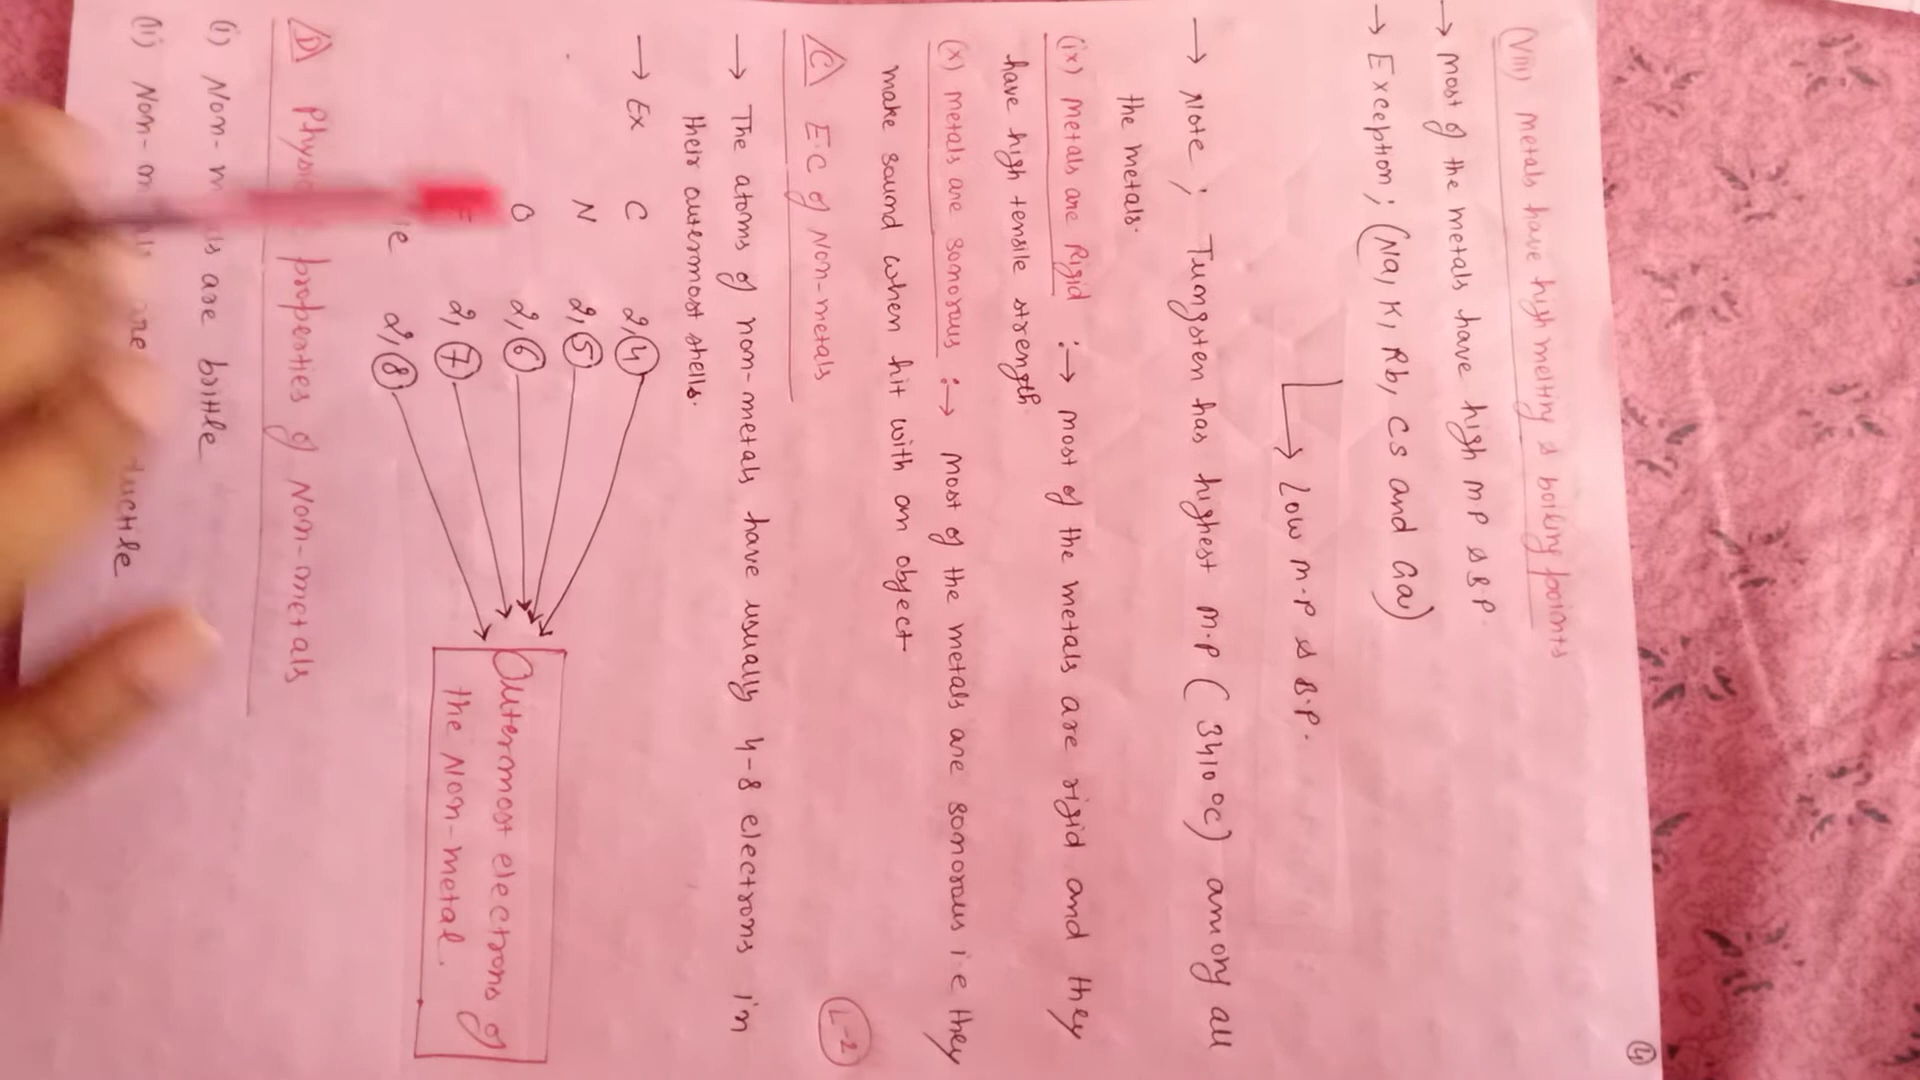 ④
(viii) metals have high melting & boiling points
→ most of the metals have high mp & B.P.
→ Exception ; (Na, K, Rb, Cs and Ga)
↳ Low m.p & B.P.
→ Note ; Tungsten has highest m.p ( 3410 °C) among all
the metals.
(ix) metals are Rigid :→ most of the metals are rigid and they
have high tensile strength
(x) metals are sonorous :→ most of the metals are sonorous i.e they
make sound when hit with an object
L-2
C E.C of Non-metals
→ The atoms of non-metals have usually 4-8 electrons in
their outermost shells.
→ Ex C 2,4
N 2,5
O 2,6
2,7
2,8
Outermost electrons of
the Non-metal.
D properties of Non-metals
(i) are brittle
(ii) Non-